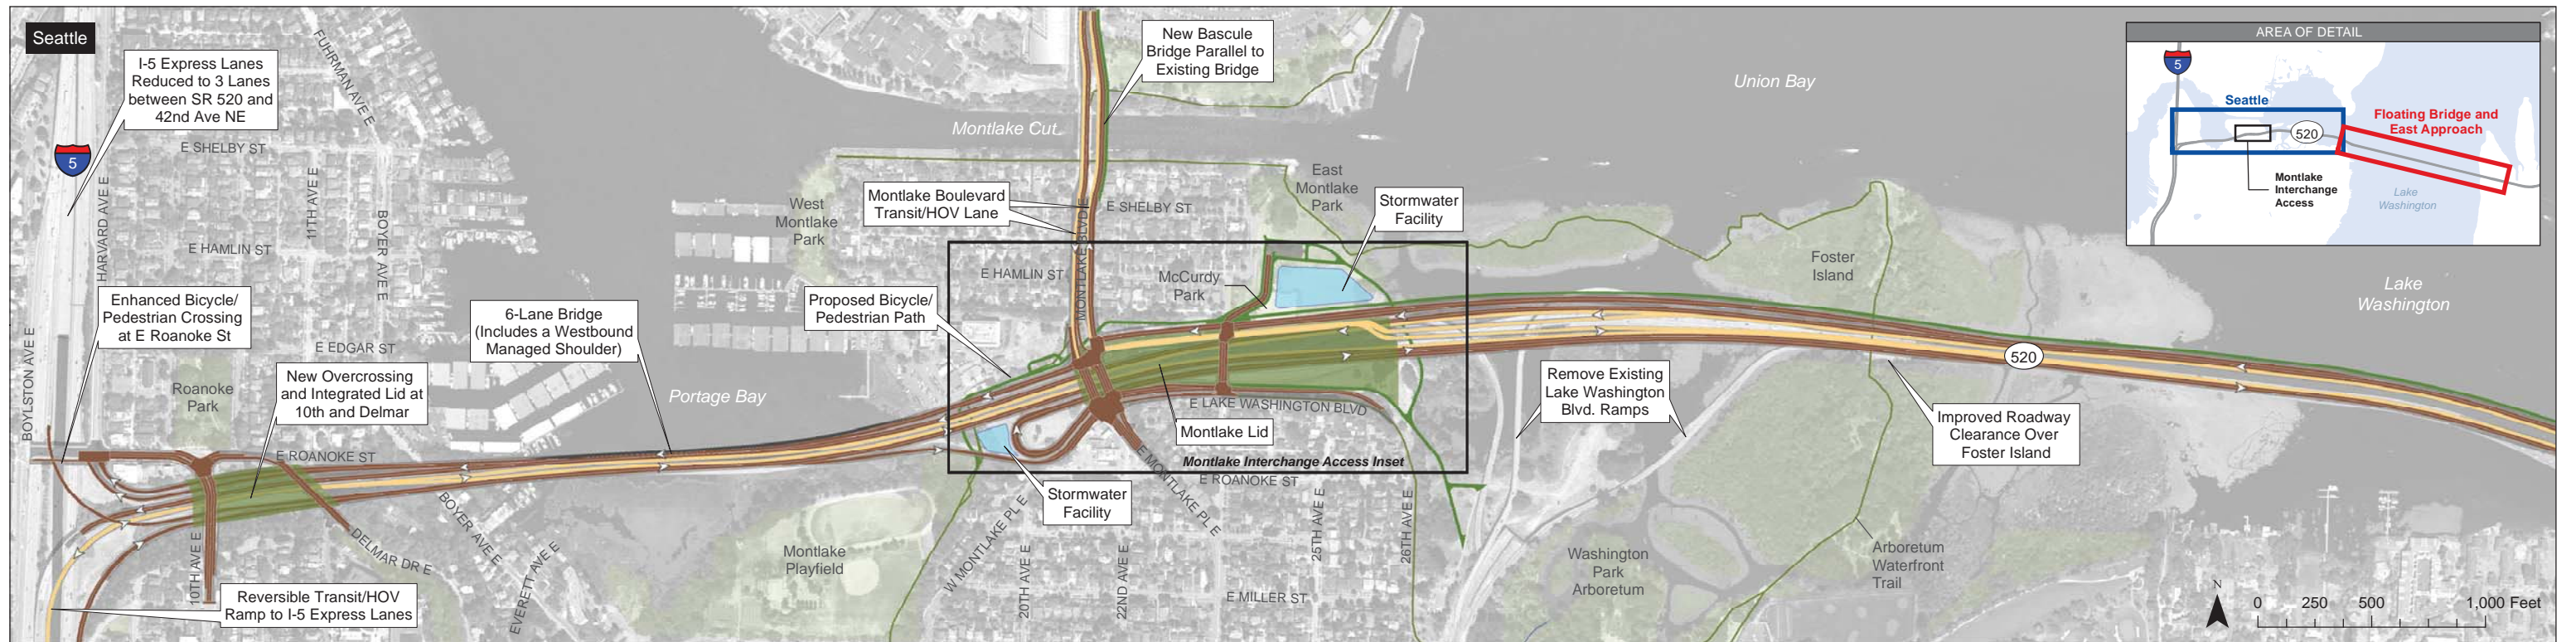 Seattle
I-5 Express Lanes
Reduced to 3 Lanes
between SR 520 and
42nd Ave NE
FUHRMAN AVE E
5
E SHELBY ST
HARVARD AVE E
11TH AVE E
BOYER AVE E
E HAMLIN ST
Enhanced Bicycle/
Pedestrian Crossing
at E Roanoke St
BOYLSTON AVE E
E EDGAR ST
6-Lane Bridge
(Includes a Westbound
Managed Shoulder)
Roanoke
Park
New Overcrossing
and Integrated Lid at
10th and Delmar
E ROANOKE ST
Portage Bay
10TH AVE E
DELMAR DR E
BOYER AVE E
EVERETT AVE E
Reversible Transit/HOV
Ramp to I-5 Express Lanes
New Bascule
Bridge Parallel to
Existing Bridge
Montlake Cut
Union Bay
West
Montlake
Park
Montlake Boulevard
Transit/HOV Lane
MONTLAKE BLVD E
E SHELBY ST
East
Montlake
Park
Stormwater
Facility
E HAMLIN ST
McCurdy
Park
MONTLAKE BLVD E
Proposed Bicycle/
Pedestrian Path
Foster
Island
Lake
Washington
E LAKE WASHINGTON BLVD
Montlake Lid
Montlake Interchange Access Inset
E ROANOKE ST
E MONTLAKE PL E
Stormwater
Facility
W MONTLAKE PL E
20TH AVE E
22ND AVE E
25TH AVE E
26TH AVE E
E MILLER ST
Montlake
Playfield
Remove Existing
Lake Washington
Blvd. Ramps
520
Improved Roadway
Clearance Over
Foster Island
Washington
Park
Arboretum
Arboretum
Waterfront
Trail
AREA OF DETAIL
5
Seattle
520
Floating Bridge and
East Approach
Montlake
Interchange
Access
Lake
Washington
N
0 250 500 1,000 Feet